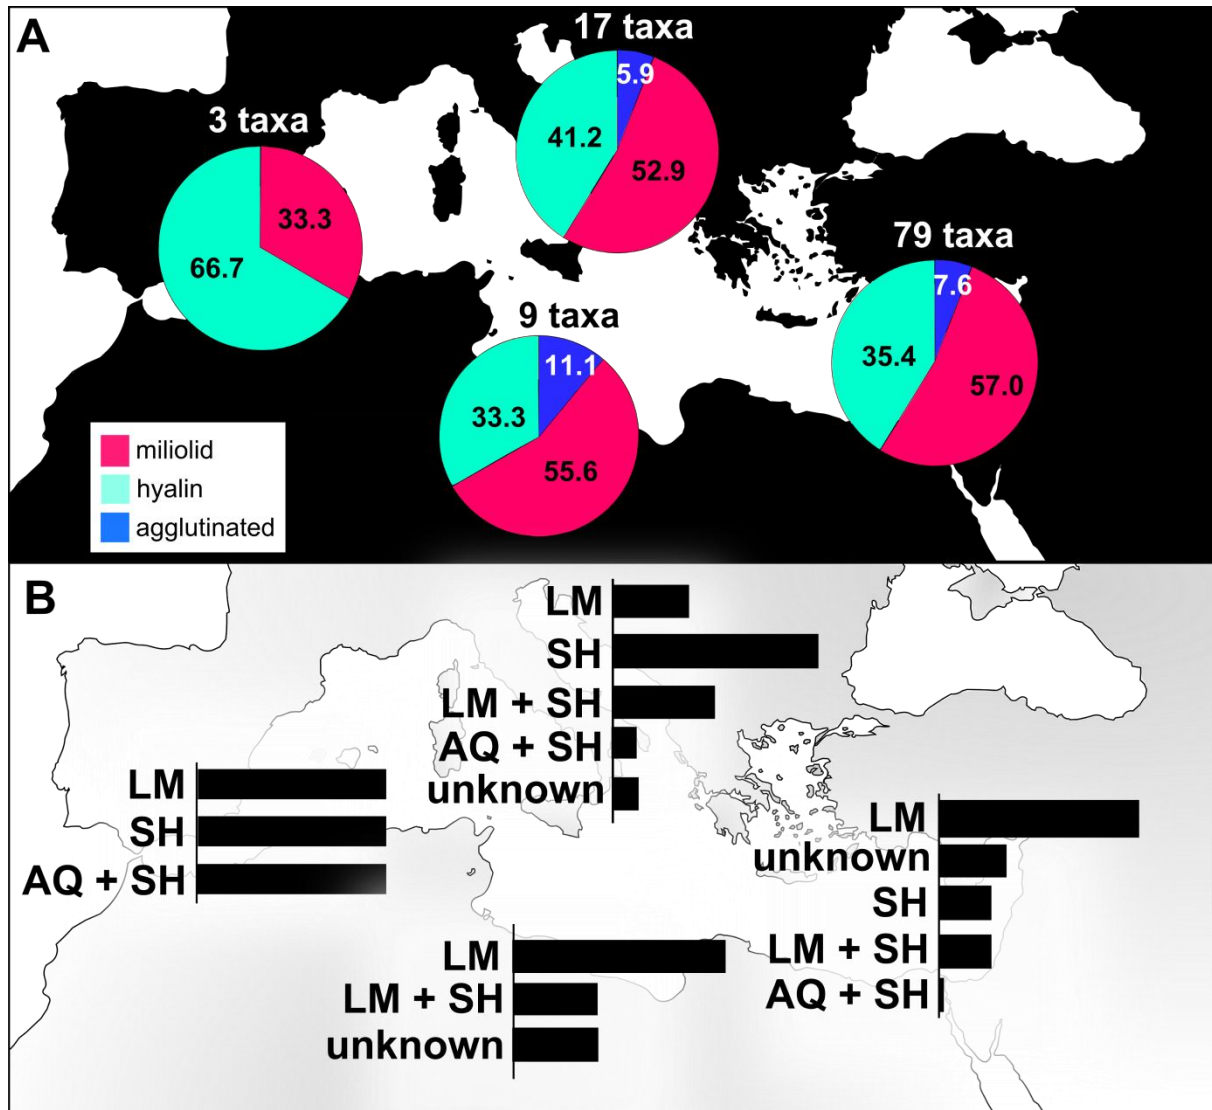 A
17 taxa
5.9
41.2
52.9
3 taxa
33.3
66.7
79 taxa
7.6
35.4
57.0
9 taxa
11.1
33.3
55.6
miliolid
hyalin
agglutinated
B
LM
SH
LM + SH
AQ + SH
unknown
LM
SH
AQ + SH
LM
unknown
SH
LM + SH
AQ + SH
LM
LM + SH
unknown